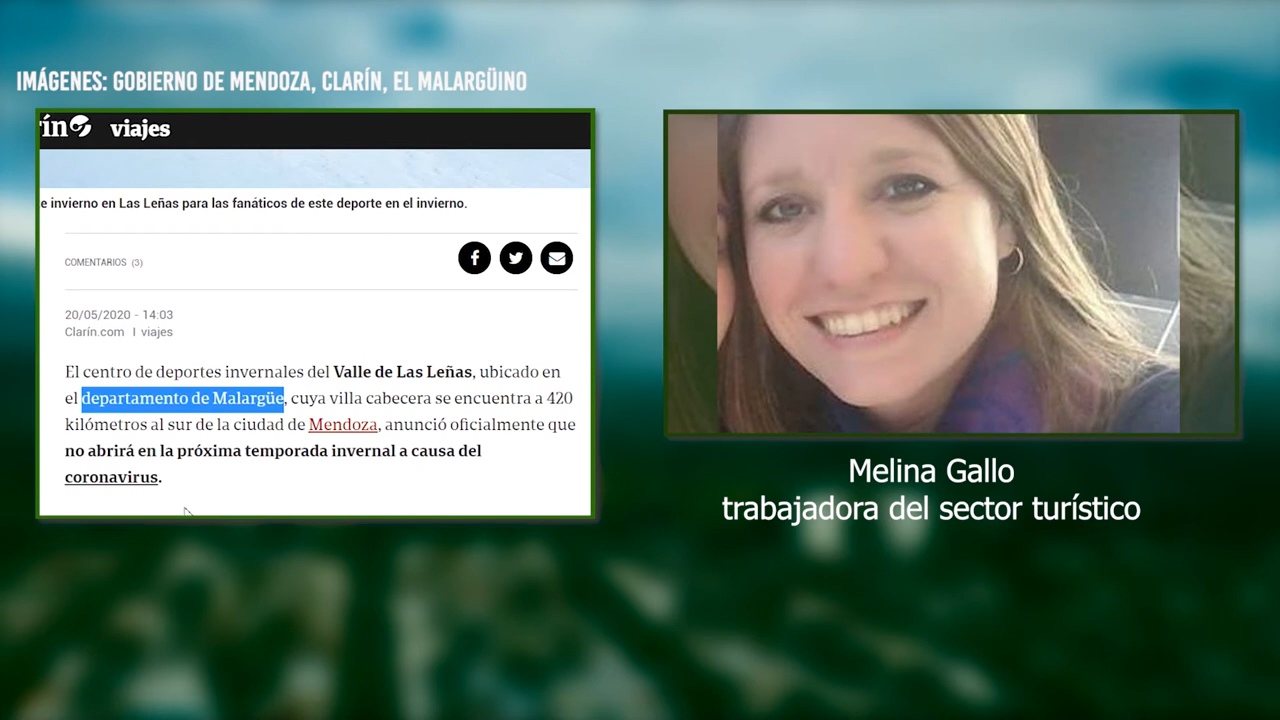 IMÁGENES: GOBIERNO DE MENDOZA, CLARÍN, EL MALARGÜINO
rín viajes
e invierno en Las Leñas para las fanáticos de este deporte en el invierno.
COMENTARIOS (3)
20/05/2020 - 14:03
Clarín.com | viajes
El centro de deportes invernales del Valle de Las Leñas, ubicado en
el departamento de Malargüe, cuya villa cabecera se encuentra a 420
kilómetros al sur de la ciudad de Mendoza, anunció oficialmente que
no abrirá en la próxima temporada invernal a causa del
coronavirus.
Melina Gallo
trabajadora del sector turístico